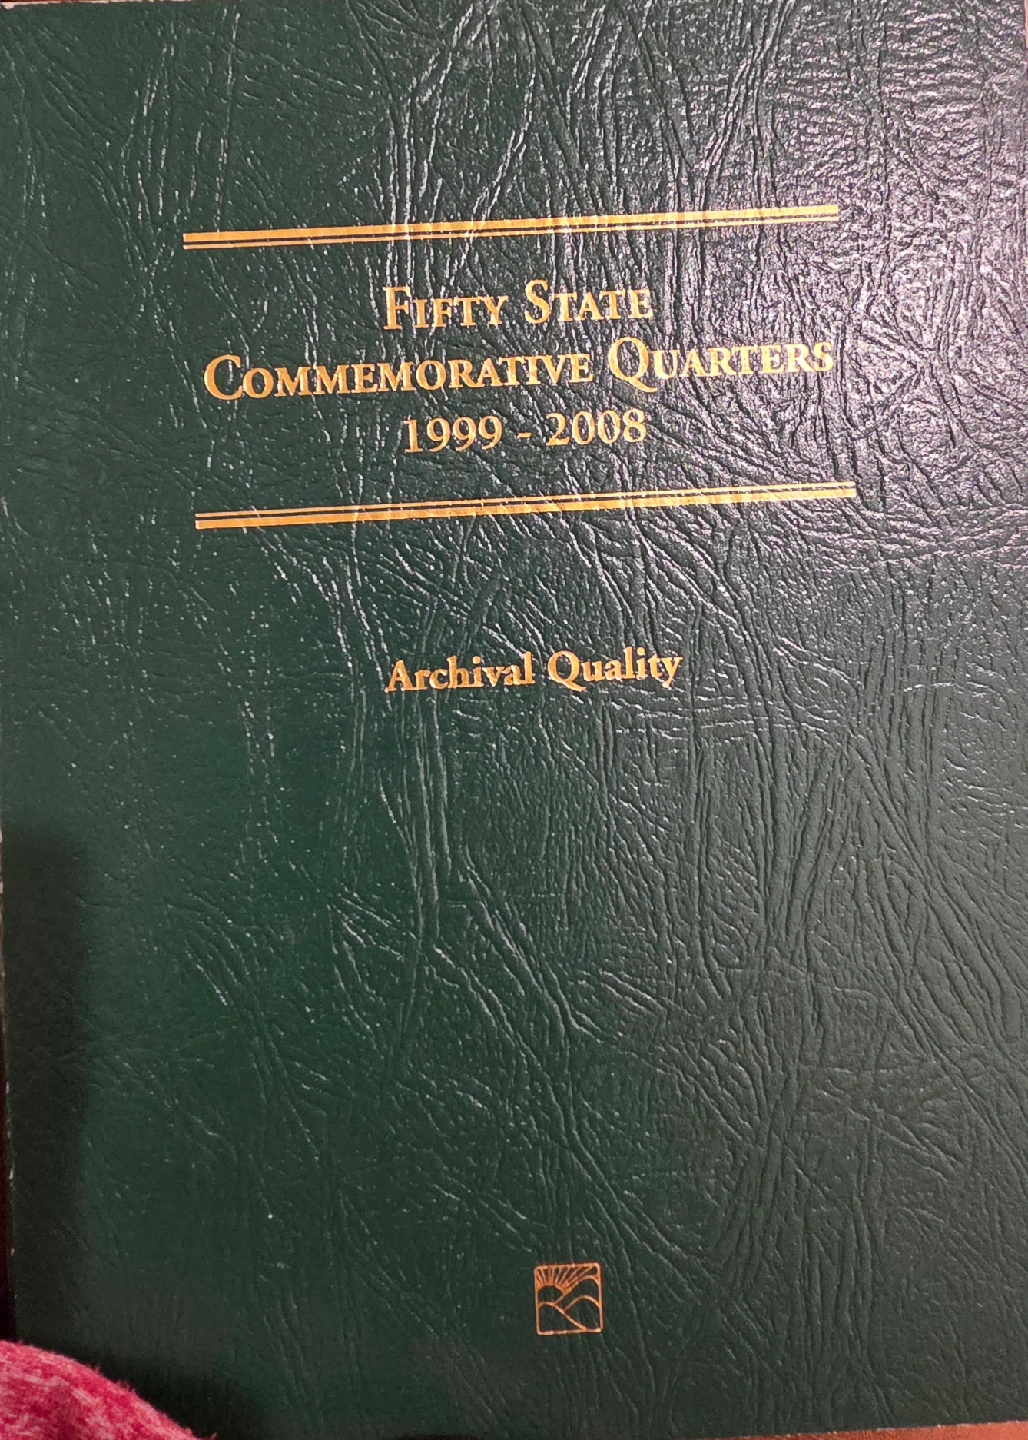 FIFTY STATE
COMMEMORATIVE QUARTERS
1999 - 2008
Archival Quality